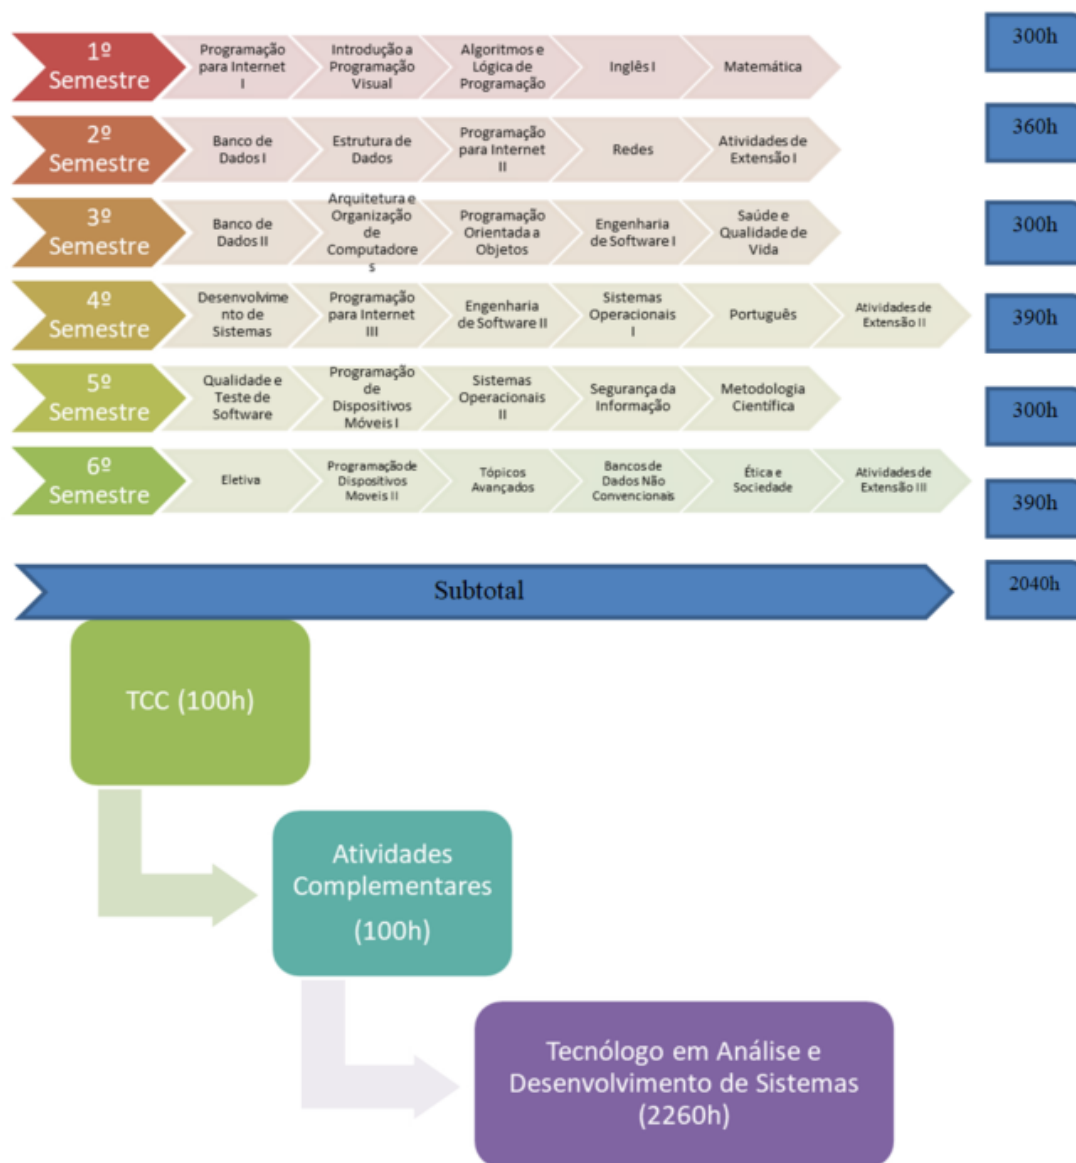 1º
Semestre
Programação
para Internet
I
Introdução a
Programação
Visual
Algoritmos e
Lógica de
Programação
Inglês I
Matemática
300h
2º
Semestre
Banco de
Dados I
Estrutura de
Dados
Programação
para Internet
II
Redes
Atividades de
Extensão I
360h
3º
Semestre
Banco de
Dados II
Arquitetura e
Organização
de
Computadore
s
Programação
Orientada a
Objetos
Engenharia
de Software I
Saúde e
Qualidade de
Vida
300h
4º
Semestre
Desenvolvime
nto de
Sistemas
Programação
para Internet
III
Engenharia
de Software II
Sistemas
Operacionais
I
Português
Atividades de
Extensão II
390h
5º
Semestre
Qualidade e
Teste de
Software
Programação
de
Dispositivos
Móveis I
Sistemas
Operacionais
II
Segurança da
Informação
Metodologia
Científica
300h
6º
Semestre
Eletiva
Programação de
Dispositivos
Moveis II
Tópicos
Avançados
Bancos de
Dados Não
Convencionais
Ética e
Sociedade
Atividades de
Extensão III
390h
Subtotal
2040h
TCC (100h)
Atividades
Complementares
(100h)
Tecnólogo em Análise e
Desenvolvimento de Sistemas
(2260h)